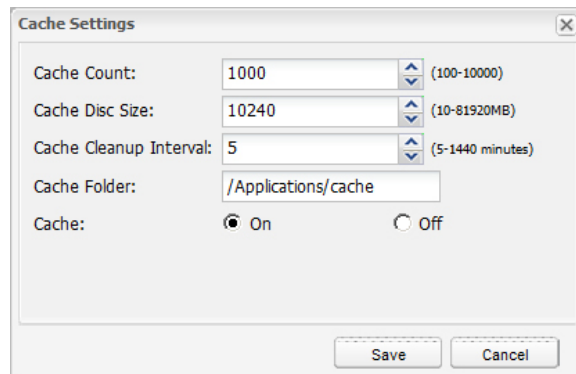 Cache Settings
Cache Count: 1000 (100-10000)
Cache Disc Size: 10240 (10-81920MB)
Cache Cleanup Interval: 5 (5-1440 minutes)
Cache Folder: /Applications/cache
Cache: On Off
Save Cancel